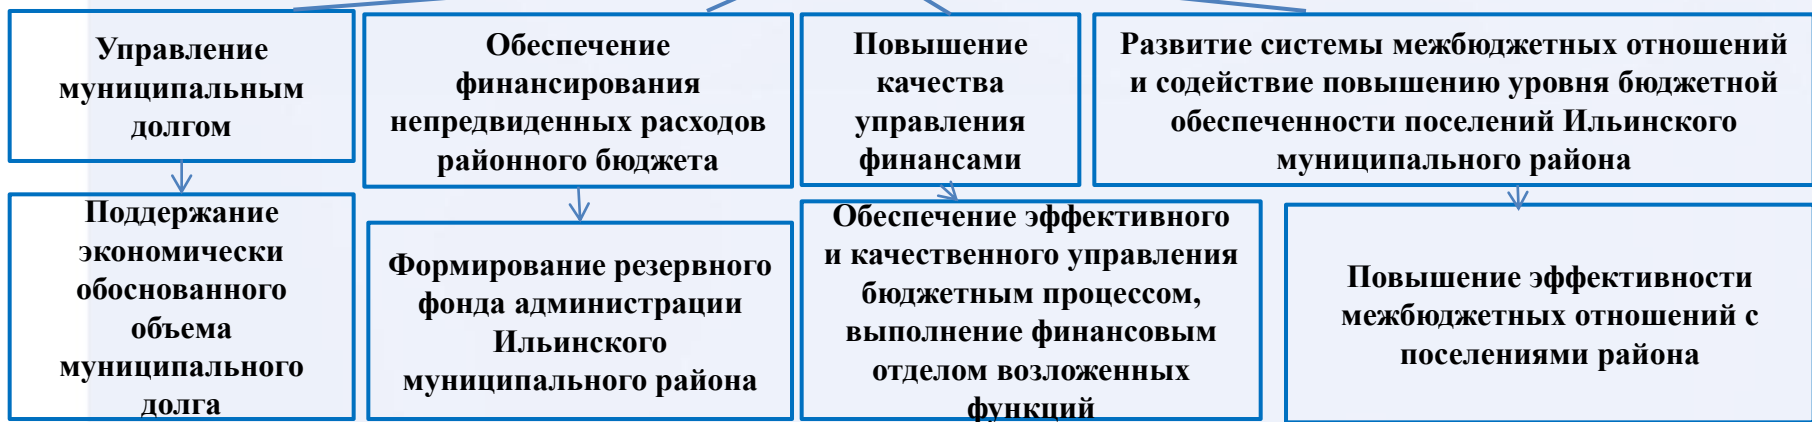 Управление
муниципальным
долгом
Обеспечение
финансирования
непредвиденных расходов
районного бюджета
Повышение
качества
управления
финансами
Развитие системы межбюджетных отношений
и содействие повышению уровня бюджетной
обеспеченности поселений Ильинского
муниципального района
Поддержание
экономически
обоснованного
объема
муниципального
долга
Формирование резервного
фонда администрации
Ильинского
муниципального района
Обеспечение эффективного
и качественного управления
бюджетным процессом,
выполнение финансовым
отделом возложенных
функций
Повышение эффективности
межбюджетных отношений с
поселениями района